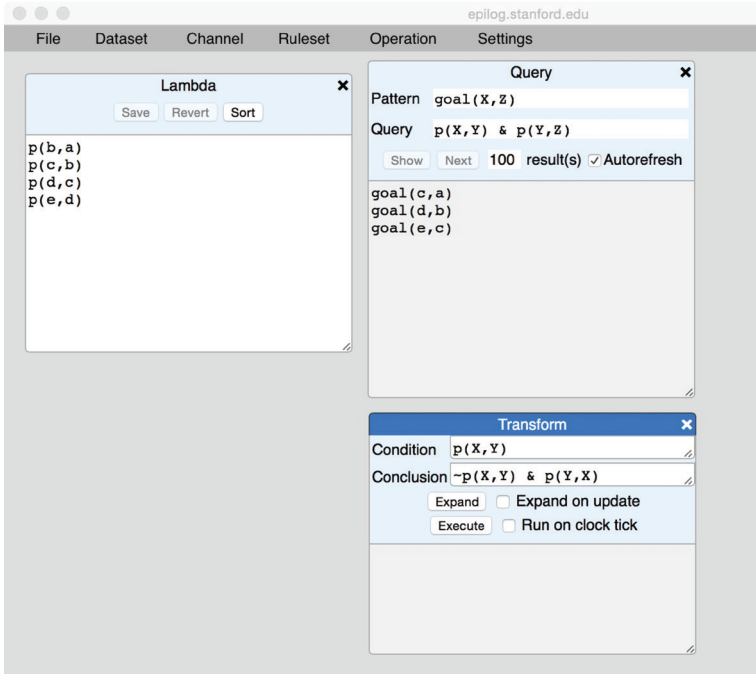 epilog.stanford.edu
File Dataset Channel Ruleset Operation Settings
Lambda
Save Revert Sort
p(b,a)
p(c,b)
p(d,c)
p(e,d)
Query
Pattern goal(X,Z)
Query p(X,Y) & p(Y,Z)
Show Next 100 result(s) Autorefresh
goal(c,a)
goal(d,b)
goal(e,c)
Transform
Condition p(X,Y)
Conclusion ~p(X,Y) & p(Y,X)
Expand Expand on update
Execute Run on clock tick